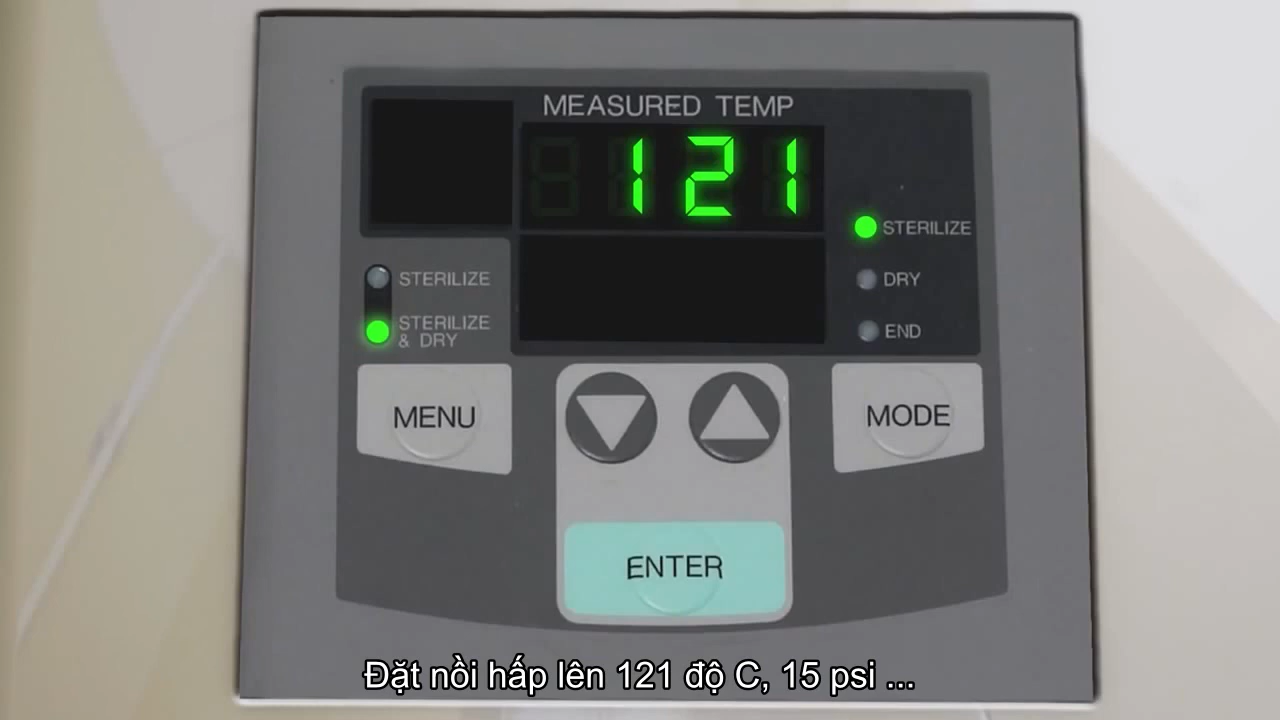 MEASURED TEMP
121
STERILIZE
DRY
END
STERILIZE
STERILIZE
& DRY
MENU
MODE
ENTER
Đặt nồi hấp lên 121 độ C, 15 psi ...